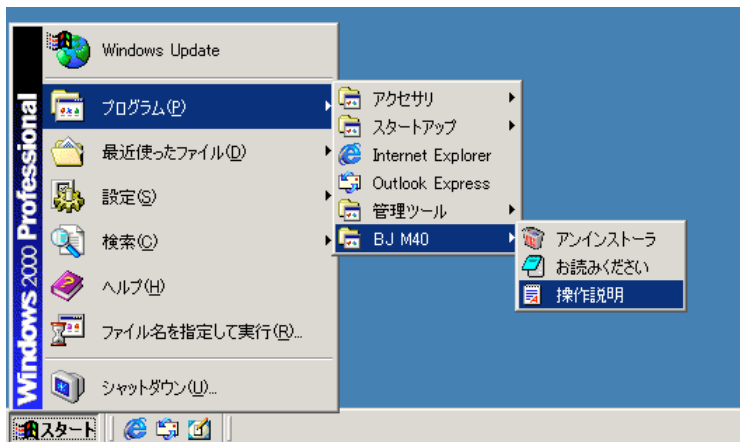 Windows 2000 Professional
Windows Update
プログラム(P)
最近使ったファイル(D)
設定(S)
検索(C)
ヘルプ(H)
ファイル名を指定して実行(R)...
シャットダウン(U)...
アクセサリ
スタートアップ
Internet Explorer
Outlook Express
管理ツール
BJ M40
アンインストーラ
お読みください
操作説明
スタート